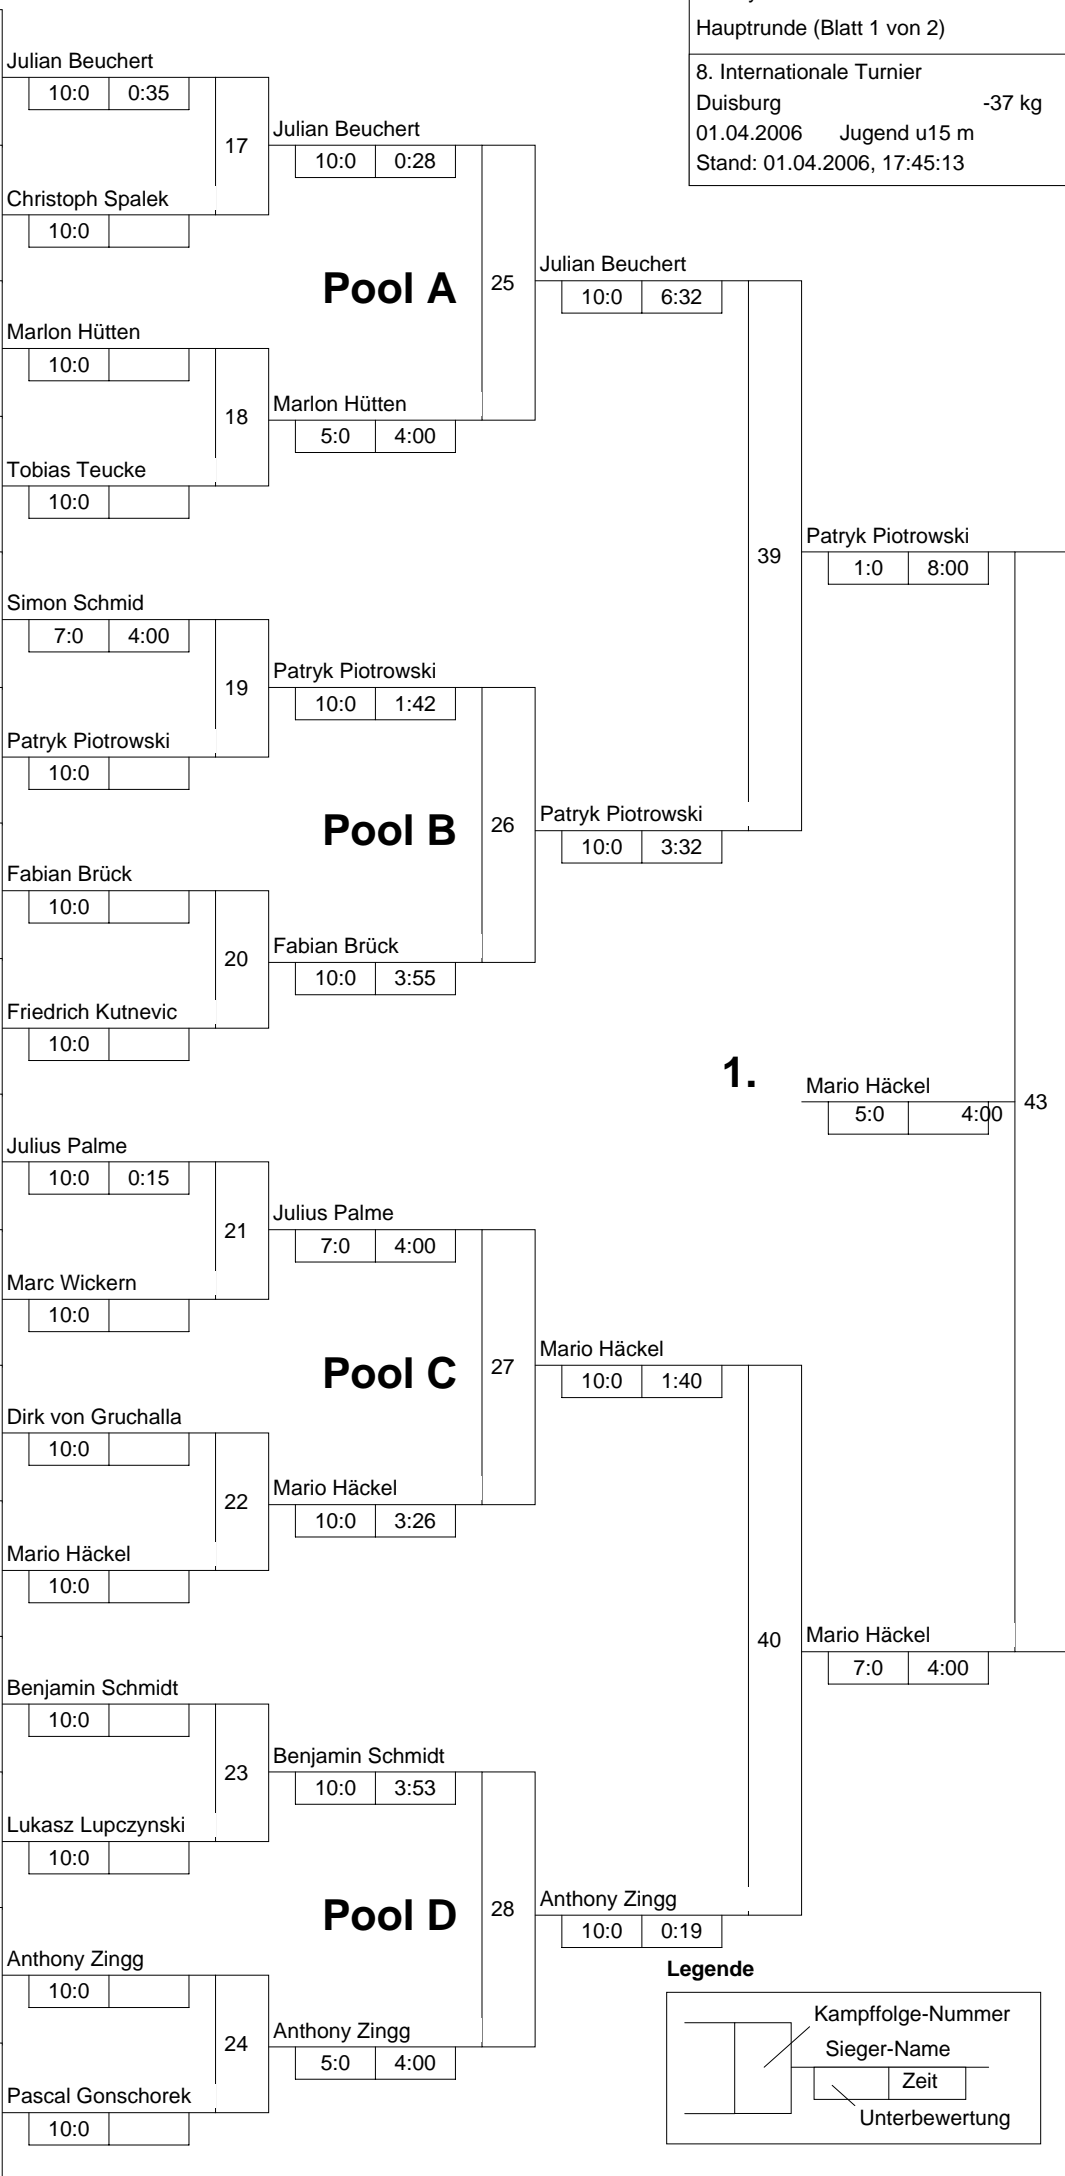 Hauptrunde (Blatt 1 von 2)
8. Internationale Turnier
Duisburg -37 kg
01.04.2006 Jugend u15 m
Stand: 01.04.2006, 17:45:13
Julian Beuchert
10:0 0:35
17
Christoph Spalek
10:0
Julian Beuchert
10:0 0:28
Pool A
25
Marlon Hütten
10:0
18
Tobias Teucke
10:0
Marlon Hütten
5:0 4:00
Julian Beuchert
10:0 6:32
39
Simon Schmid
7:0 4:00
19
Patryk Piotrowski
10:0
Patryk Piotrowski
10:0 1:42
Pool B
26
Fabian Brück
10:0
20
Friedrich Kutnevic
10:0
Fabian Brück
10:0 3:55
Patryk Piotrowski
10:0 3:32
Patryk Piotrowski
1:0 8:00
1.
Mario Häckel
5:0 4:00
43
Julius Palme
10:0 0:15
21
Marc Wickern
10:0
Julius Palme
7:0 4:00
Pool C
27
Dirk von Gruchalla
10:0
22
Mario Häckel
10:0
Mario Häckel
10:0 3:26
Mario Häckel
10:0 1:40
40
Mario Häckel
7:0 4:00
Benjamin Schmidt
10:0
23
Lukasz Lupczynski
10:0
Benjamin Schmidt
10:0 3:53
Pool D
28
Anthony Zingg
10:0
24
Pascal Gonschorek
10:0
Anthony Zingg
5:0 4:00
Anthony Zingg
10:0 0:19
Legende
Kampffolge-Nummer
Sieger-Name
Zeit
Unterbewertung